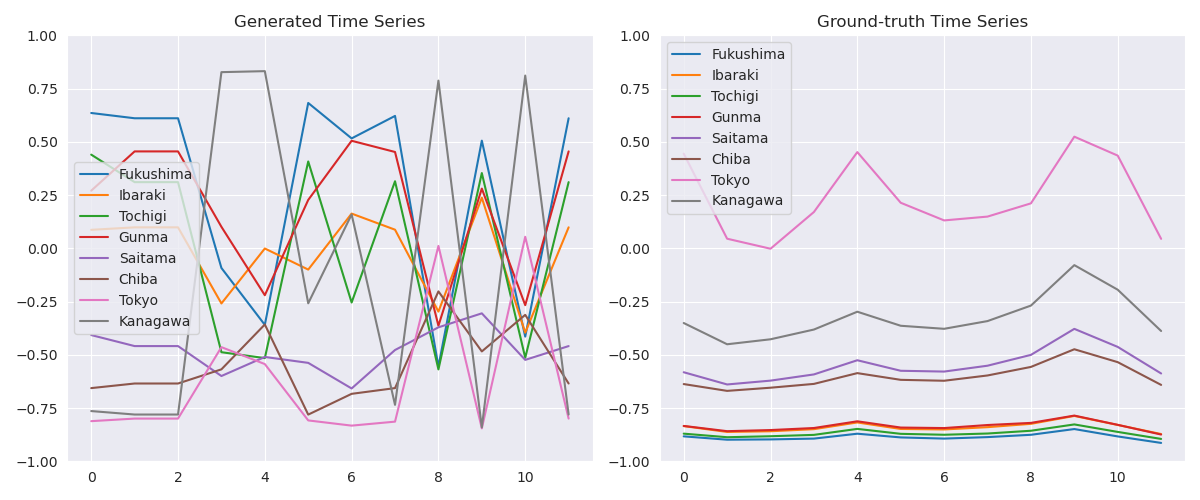 Generated Time Series
1.00
0.75
0.50
0.25
0.00
−0.25
−0.50
−0.75
−1.00
Fukushima
Ibaraki
Tochigi
Gunma
Saitama
Chiba
Tokyo
Kanagawa
0 2 4 6 8 10
Ground-truth Time Series
1.00
0.75
0.50
0.25
0.00
−0.25
−0.50
−0.75
−1.00
Fukushima
Ibaraki
Tochigi
Gunma
Saitama
Chiba
Tokyo
Kanagawa
0 2 4 6 8 10